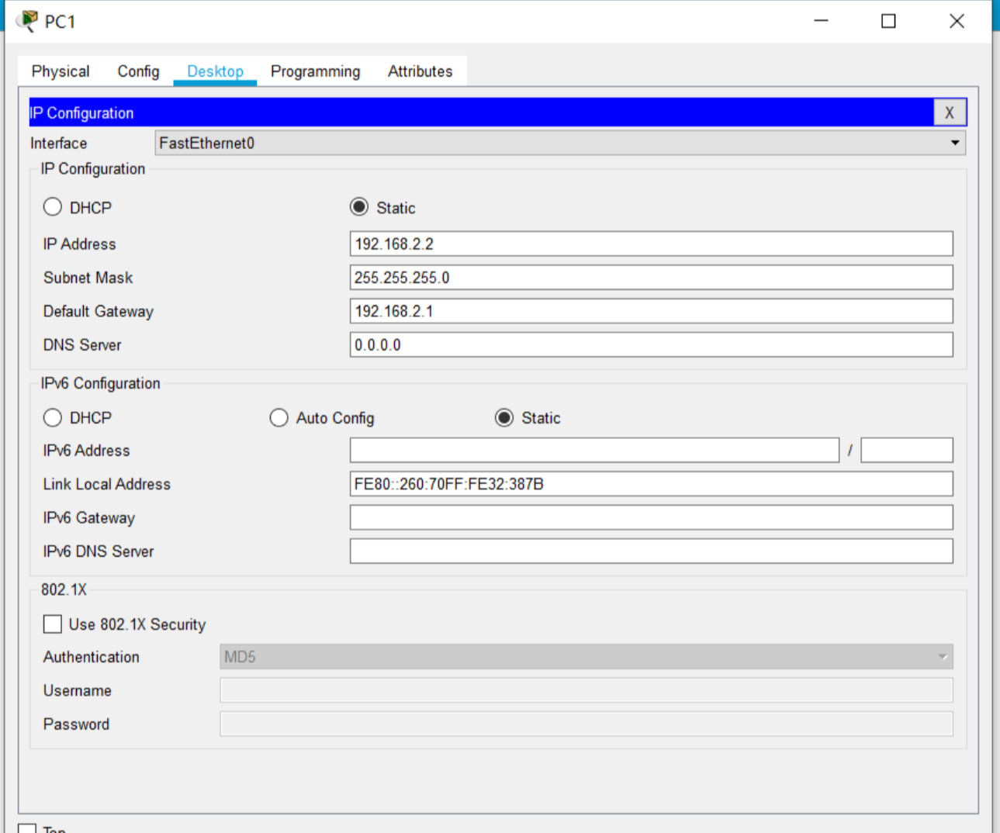 PC1
Physical Config Desktop Programming Attributes
IP Configuration X
Interface FastEthernet0
IP Configuration
DHCP Static
IP Address 192.168.2.2
Subnet Mask 255.255.255.0
Default Gateway 192.168.2.1
DNS Server 0.0.0.0
IPv6 Configuration
DHCP Auto Config Static
IPv6 Address /
Link Local Address FE80::260:70FF:FE32:387B
IPv6 Gateway
IPv6 DNS Server
802.1X
Use 802.1X Security
Authentication MD5
Username
Password
Top